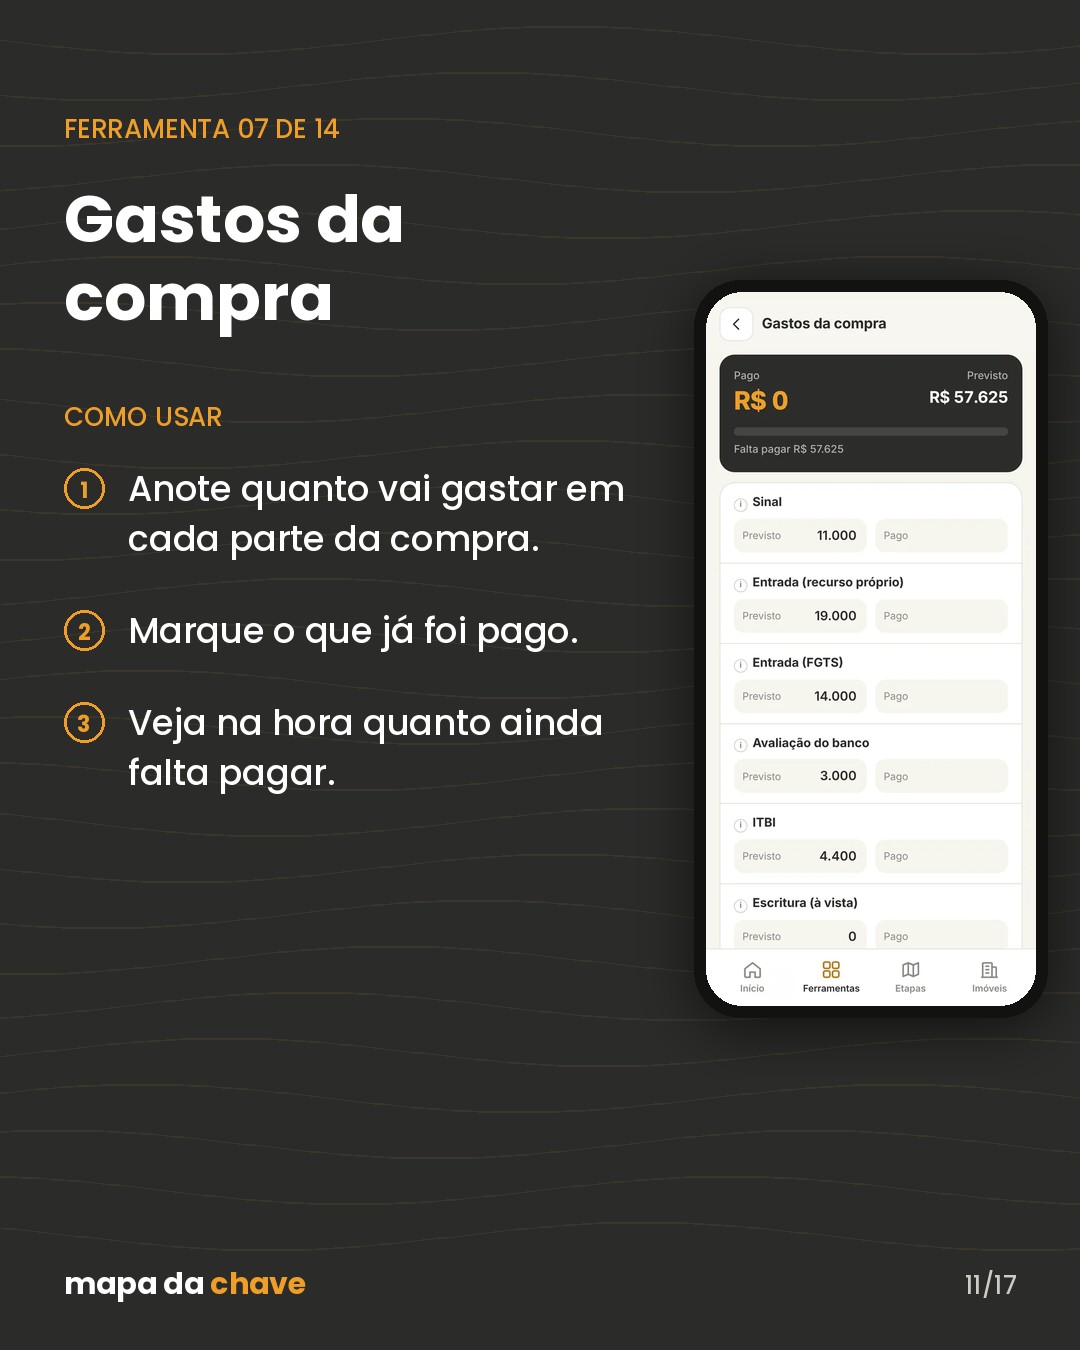 FERRAMENTA 07 DE 14
Gastos da
compra
COMO USAR
1 Anote quanto vai gastar em
cada parte da compra.
2 Marque o que já foi pago.
3 Veja na hora quanto ainda
falta pagar.
Gastos da compra
Pago Previsto
R$ 0 R$ 57.625
Falta pagar R$ 57.625
i Sinal
Previsto 11.000 Pago
i Entrada (recurso próprio)
Previsto 19.000 Pago
i Entrada (FGTS)
Previsto 14.000 Pago
i Avaliação do banco
Previsto 3.000 Pago
i ITBI
Previsto 4.400 Pago
i Escritura (à vista)
Previsto 0 Pago
Início Ferramentas Etapas Imóveis
mapa da chave 11/17